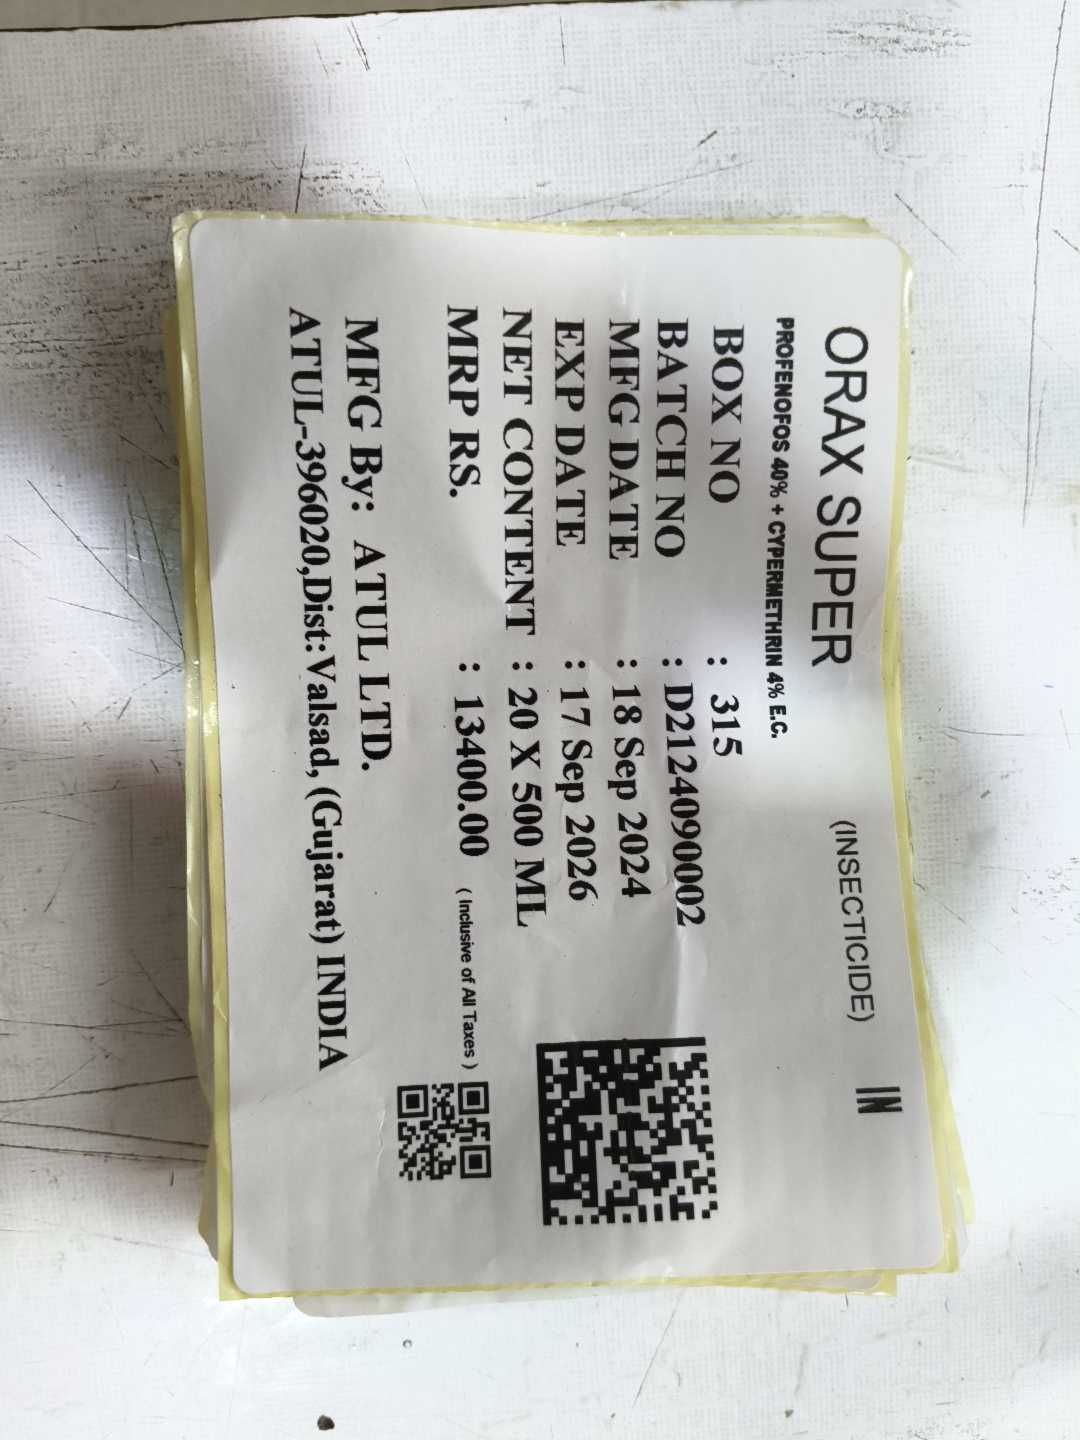 ORAX SUPER (INSECTICIDE) IN
PROFENOFOS 40% + CYPERMETHRIN 4% E.C.
BOX NO : 315
BATCH NO : D2124090002
MFG DATE : 18 Sep 2024
EXP DATE : 17 Sep 2026
NET CONTENT : 20 X 500 ML
MRP RS. : 13400.00 ( Inclusive of All Taxes )
MFG By: ATUL LTD.
ATUL-396020,Dist:Valsad, (Gujarat) INDIA